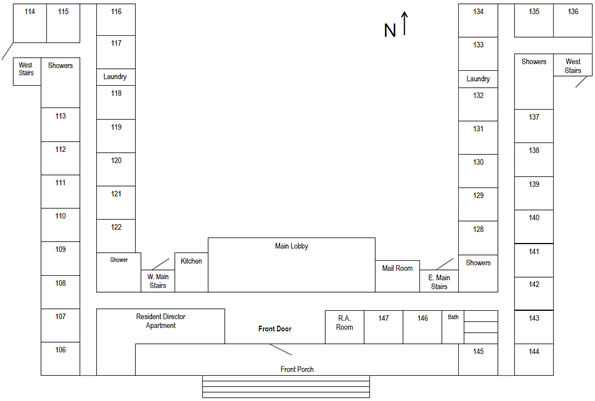 114
115
116
134
135
136
N
117
133
West
Stairs
Showers
Showers
West
Stairs
Laundry
Laundry
118
132
113
137
119
131
112
138
120
130
111
139
121
129
110
140
122
128
109
Main Lobby
141
Shower
Kitchen
Mail Room
Showers
W. Main
Stairs
E. Main
Stairs
108
142
107
Resident Director
Apartment
Front Door
R.A.
Room
147
146
Bath
143
106
145
144
Front Porch